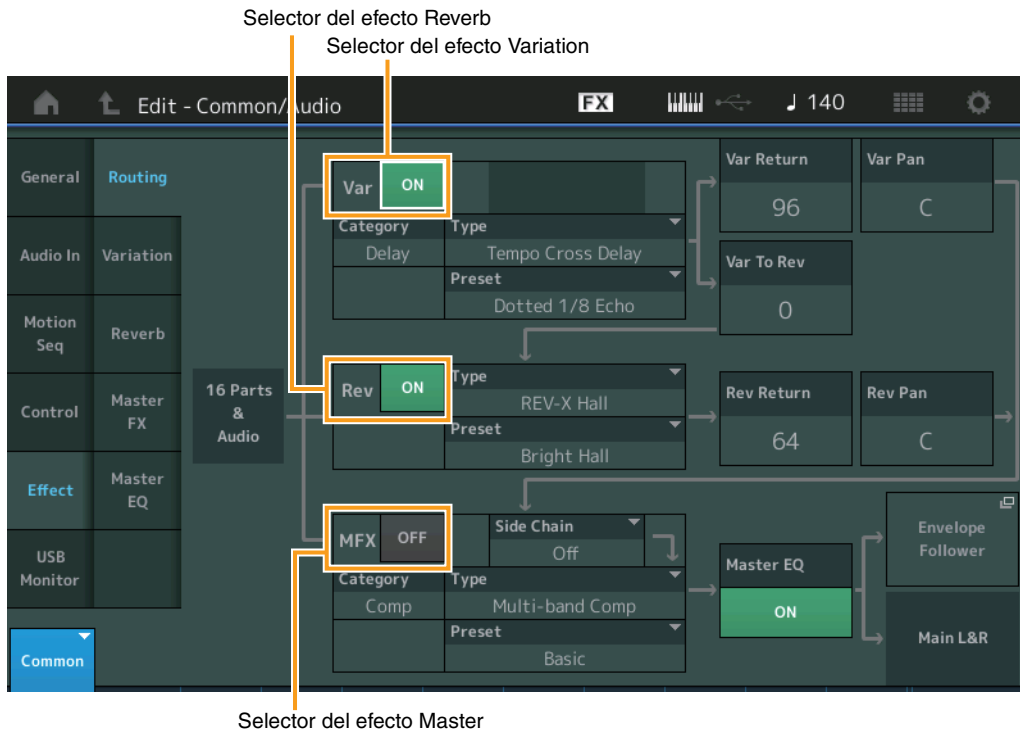 Selector del efecto Reverb
Selector del efecto Variation
Edit - Common/Audio
FX
140
General
Routing
Audio In
Variation
Motion
Seq
Reverb
Control
Master
FX
Effect
Master
EQ
USB
Monitor
Common
16 Parts
&
Audio
Var
ON
Category
Type
Delay
Tempo Cross Delay
Preset
Dotted 1/8 Echo
Var Return
96
Var Pan
C
Var To Rev
0
Rev
ON
Type
REV-X Hall
Preset
Bright Hall
Rev Return
64
Rev Pan
C
MFX
OFF
Side Chain
Off
Category
Type
Comp
Multi-band Comp
Preset
Basic
Master EQ
ON
Envelope
Follower
Main L&R
Selector del efecto Master